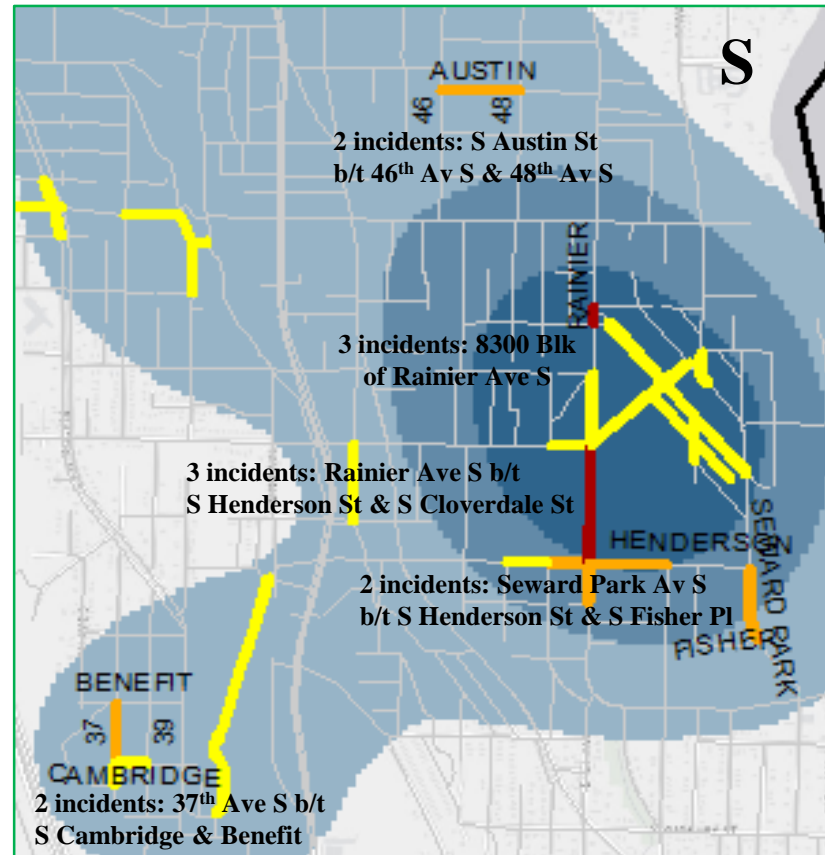 S
AUSTIN
46
48
2 incidents: S Austin St
b/t 46th Av S & 48th Av S
RAINIER
3 incidents: 8300 Blk
of Rainier Ave S
3 incidents: Rainier Ave S b/t
S Henderson St & S Cloverdale St
HENDERSON
SEWARD PARK
2 incidents: Seward Park Av S
b/t S Henderson St & S Fisher Pl
FISHER
BENEFIT
37
39
CAMBRIDGE
2 incidents: 37th Ave S b/t
S Cambridge & Benefit